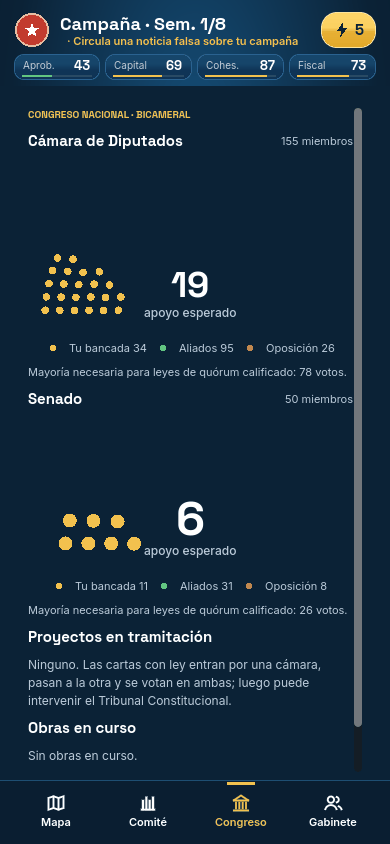 Campaña · Sem. 1/8
· Circula una noticia falsa sobre tu campaña
5
Aprob. 43
Capital 69
Cohes. 87
Fiscal 73
CONGRESO NACIONAL · BICAMERAL
Cámara de Diputados
155 miembros
19
apoyo esperado
Tu bancada 34
Aliados 95
Oposición 26
Mayoría necesaria para leyes de quórum calificado: 78 votos.
Senado
50 miembros
6
apoyo esperado
Tu bancada 11
Aliados 31
Oposición 8
Mayoría necesaria para leyes de quórum calificado: 26 votos.
Proyectos en tramitación
Ninguno. Las cartas con ley entran por una cámara,
pasan a la otra y se votan en ambas; luego puede
intervenir el Tribunal Constitucional.
Obras en curso
Sin obras en curso.
Mapa
Comité
Congreso
Gabinete